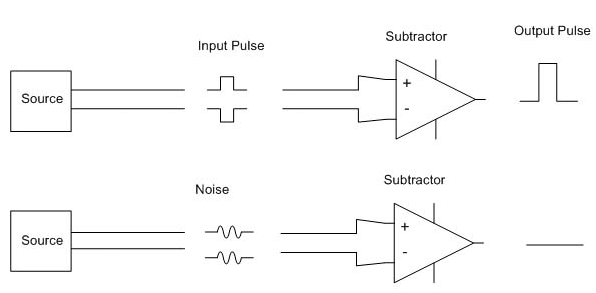 Output Pulse
Input Pulse
Subtractor
Source
+
-
Noise
Subtractor
Source
+
-